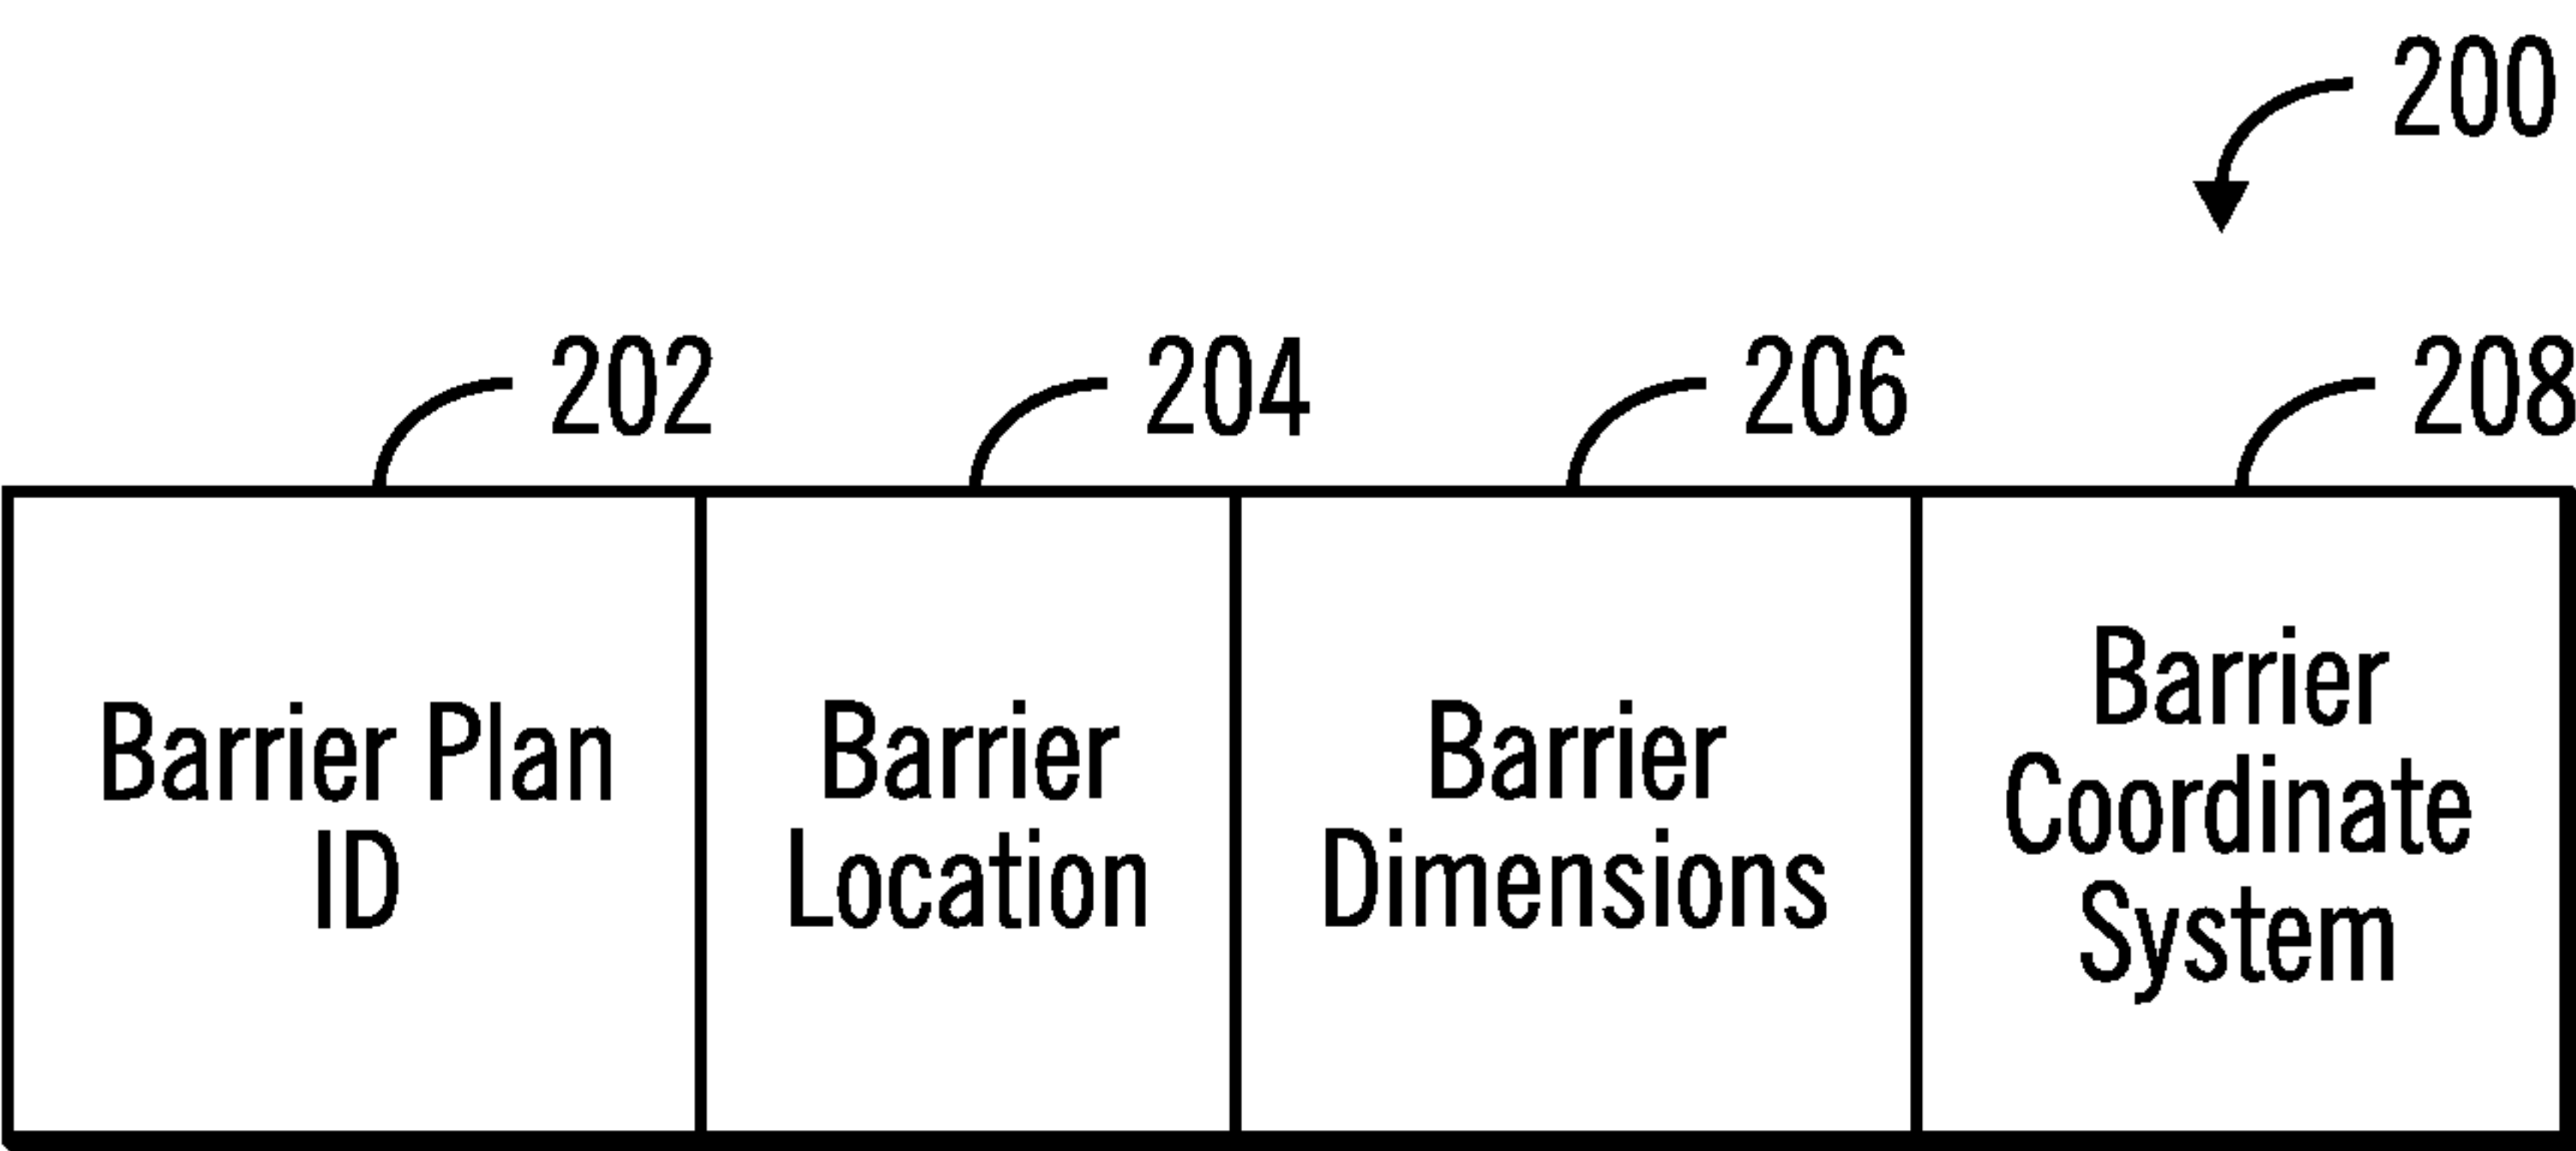 200
202
204
206
208
Barrier Plan
ID
Barrier
Location
Barrier
Dimensions
Barrier
Coordinate
System